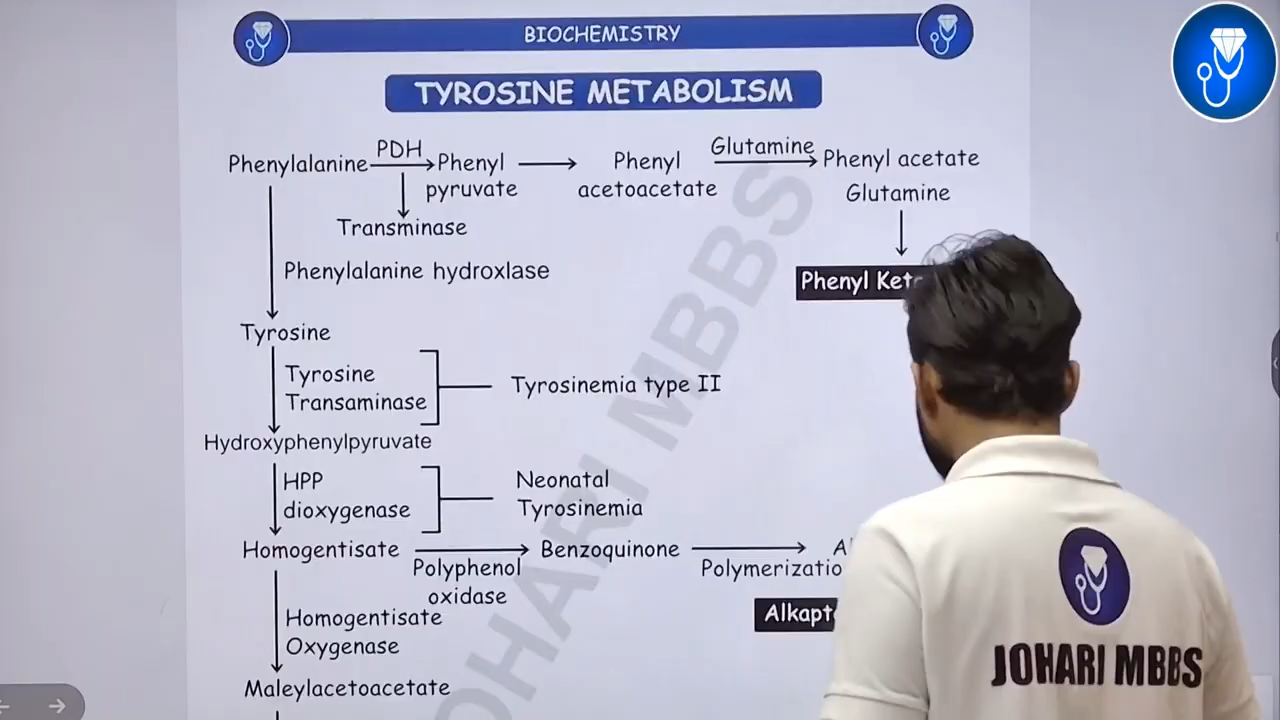 BIOCHEMISTRY
TYROSINE METABOLISM
Phenylalanine PDH Phenyl pyruvate
Transminase
Phenyl acetoacetate
Glutamine
Phenyl acetate
Glutamine
Phenyl
Phenylalanine hydroxlase
Tyrosine
Tyrosine
Transaminase
Tyrosinemia type II
Hydroxyphenylpyruvate
HPP
dioxygenase
Neonatal
Tyrosinemia
Homogentisate
Polyphenol
oxidase
Benzoquinone
Homogentisate
Oxygenase
Maleylacetoacetate
JOHARI MBBS